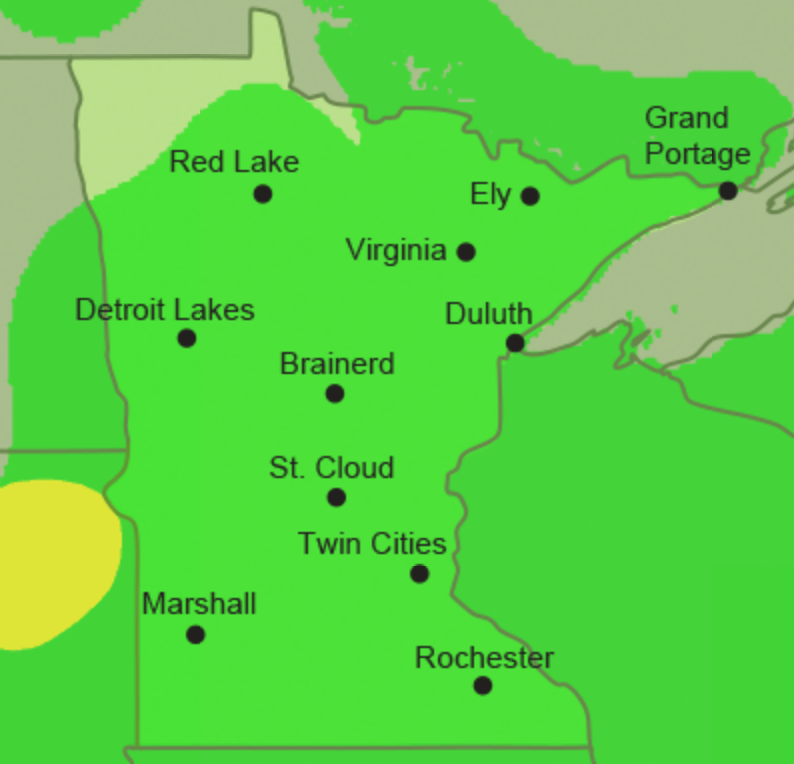 Grand
Portage
Red Lake
Ely
Virginia
Detroit Lakes
Duluth
Brainerd
St. Cloud
Twin Cities
Marshall
Rochester